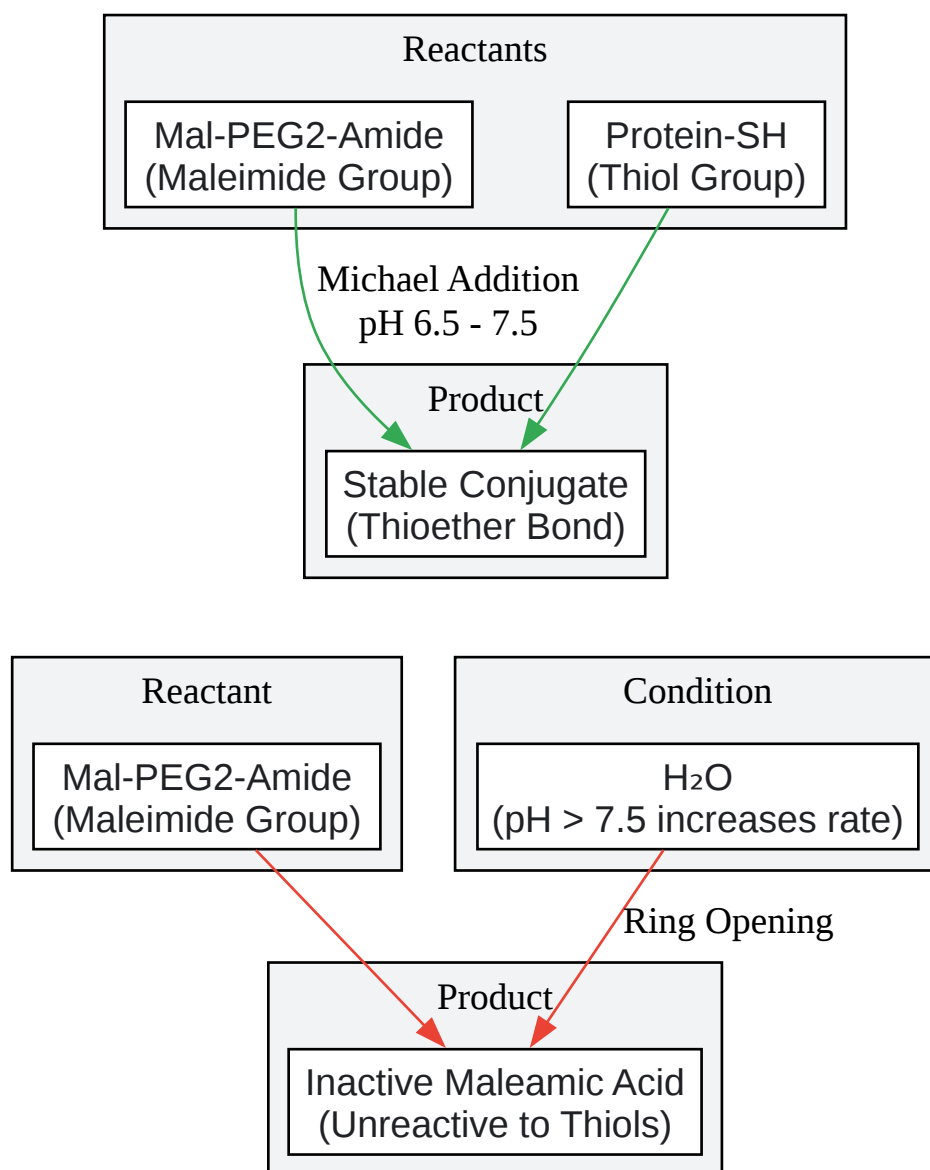 Reactants
Mal-PEG2-Amide
(Maleimide Group)
Protein-SH
(Thiol Group)
Michael Addition
pH 6.5 - 7.5
Product
Stable Conjugate
(Thioether Bond)
Reactant
Mal-PEG2-Amide
(Maleimide Group)
Condition
H₂O
(pH > 7.5 increases rate)
Ring Opening
Product
Inactive Maleamic Acid
(Unreactive to Thiols)